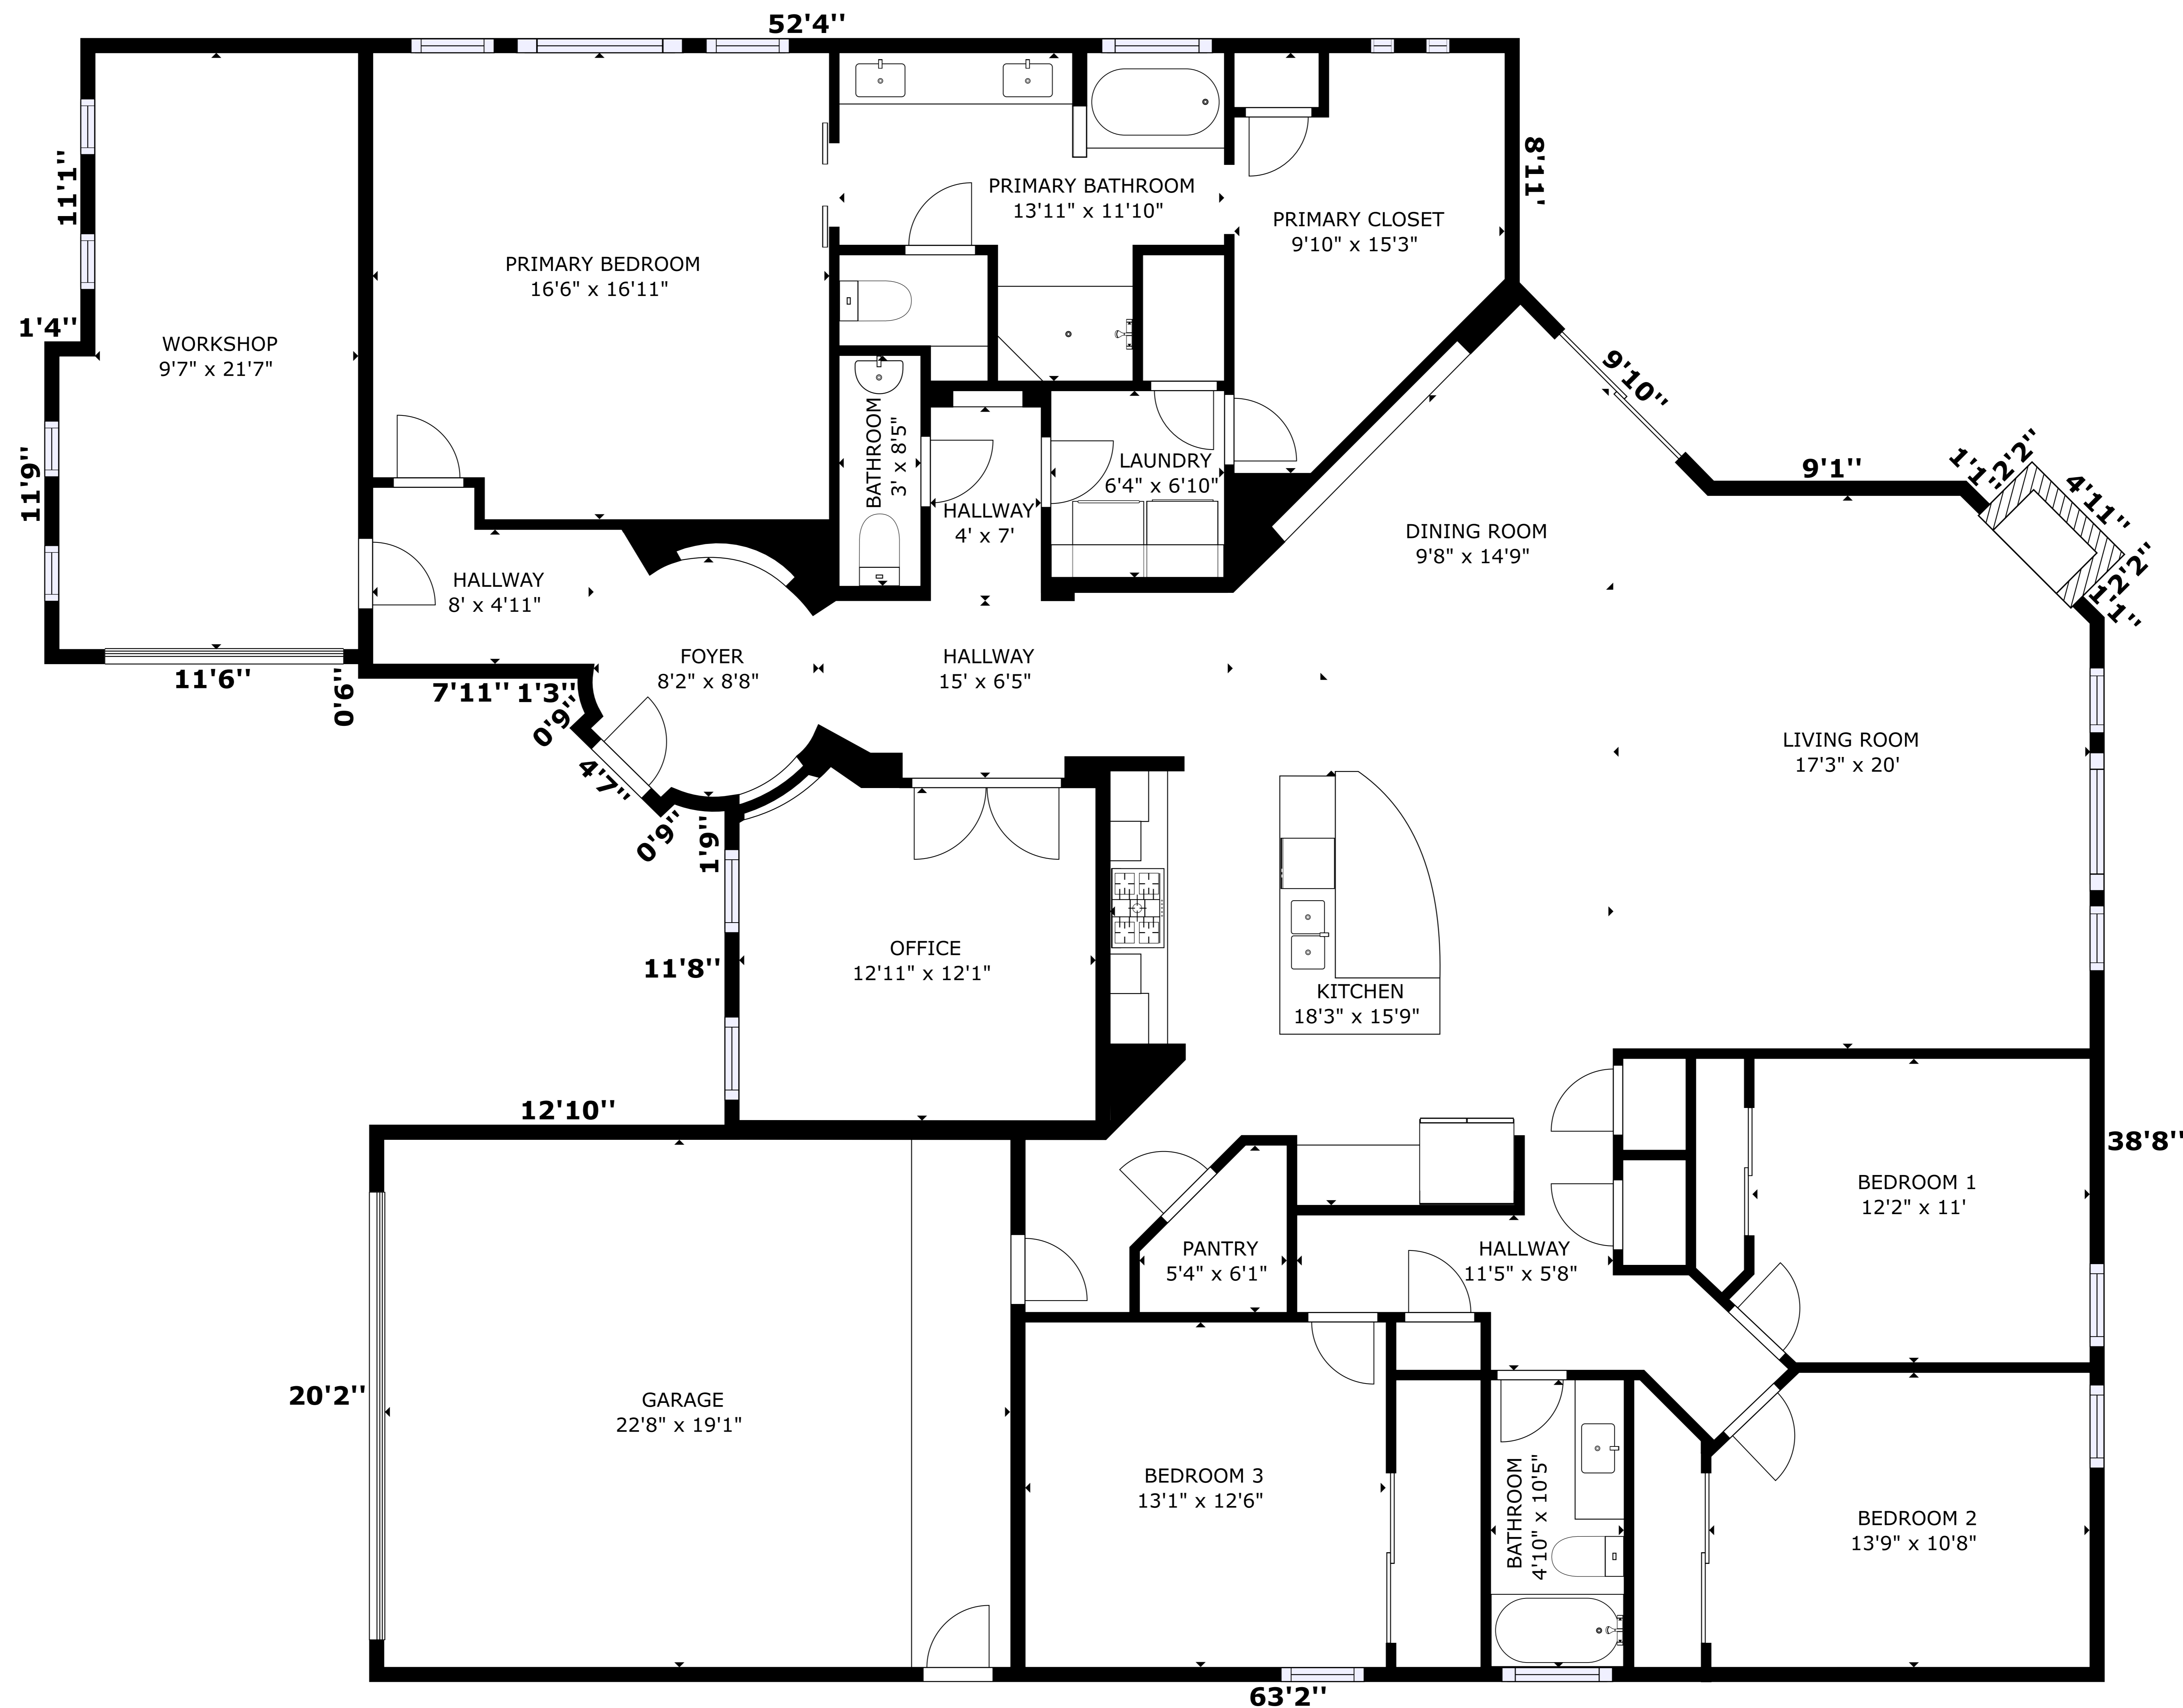 52'4''
11'1''
8'11'
PRIMARY BATHROOM
13'11" x 11'10"
PRIMARY CLOSET
9'10" x 15'3"
PRIMARY BEDROOM
16'6" x 16'11"
1'4''
WORKSHOP
9'7" x 21'7"
9'10''
BATHROOM
3' x 8'5"
LAUNDRY
6'4" x 6'10"
9'1''
2'2''
4'11''
11'9''
HALLWAY
4' x 7'
DINING ROOM
9'8" x 14'9"
2'2''
1'1''
HALLWAY
8' x 4'11"
FOYER
8'2" x 8'8"
HALLWAY
15' x 6'5"
11'6''
0'6''
7'11''
1'3''
0'9''
4'7''
0'9''
1'9''
LIVING ROOM
17'3" x 20'
OFFICE
12'11" x 12'1"
11'8''
KITCHEN
18'3" x 15'9"
12'10''
38'8''
BEDROOM 1
12'2" x 11'
PANTRY
5'4" x 6'1"
HALLWAY
11'5" x 5'8"
20'2''
GARAGE
22'8" x 19'1"
BEDROOM 3
13'1" x 12'6"
BATHROOM
4'10" x 10'5"
BEDROOM 2
13'9" x 10'8"
63'2''